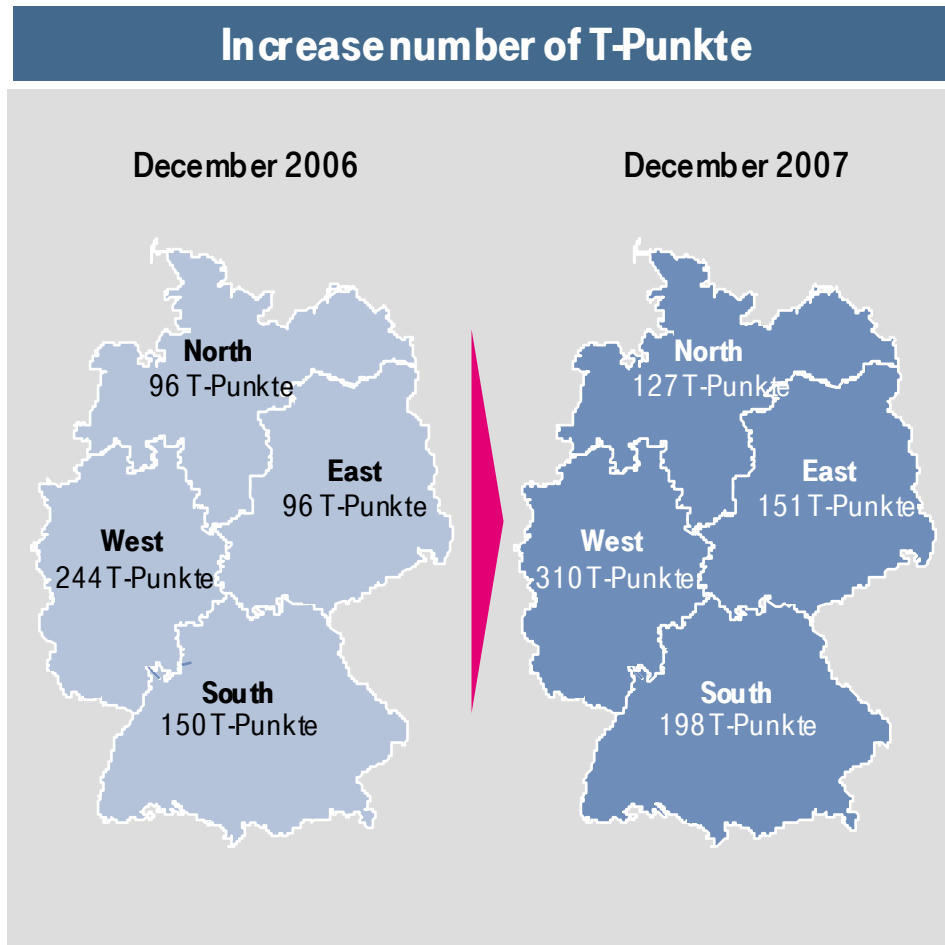 Increase number of T-Punkte
December 2006
North
96 T-Punkte
East
96 T-Punkte
West
244 T-Punkte
South
150 T-Punkte
December 2007
North
127 T-Punkte
East
151 T-Punkte
West
310 T-Punkte
South
198 T-Punkte